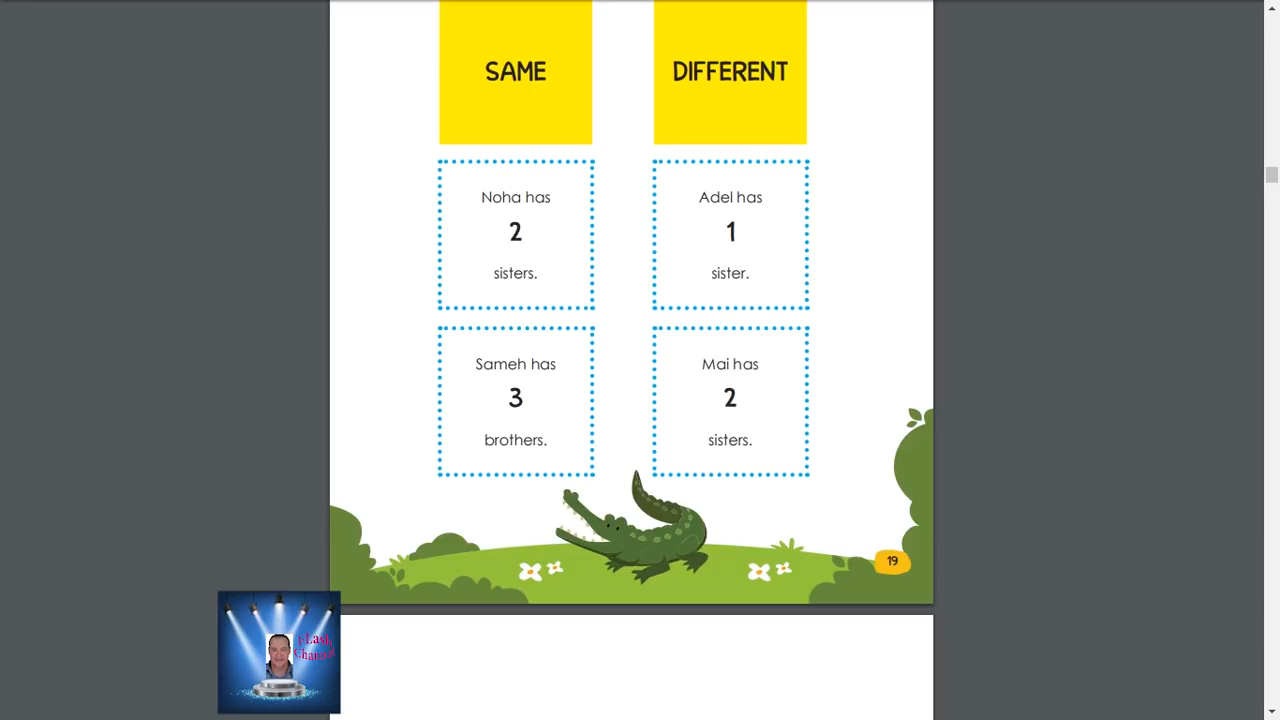 SAME
DIFFERENT
Noha has
2
sisters.
Adel has
1
sister.
Sameh has
3
brothers.
Mai has
2
sisters.
19